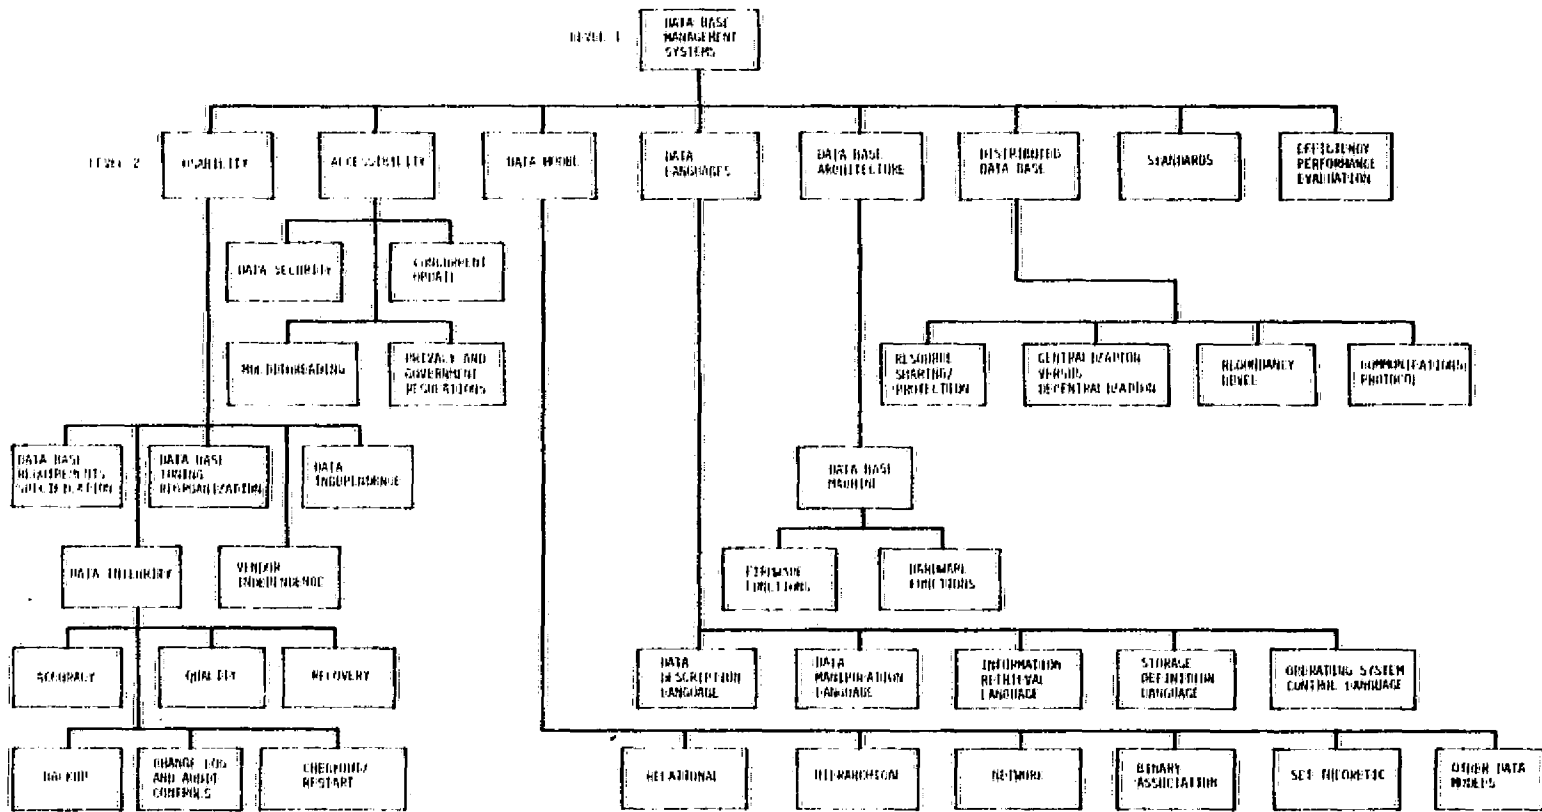 LEVEL 1
DATA BASE
MANAGEMENT
SYSTEMS
LEVEL 2
USABILITY
ACCESSIBILITY
DATA MODEL
DATA
LANGUAGES
DATA BASE
ARCHITECTURE
DISTRIBUTED
DATA BASE
STANDARDS
EFFICIENCY
PERFORMANCE
EVALUATION
DATA SECURITY
CONCURRENT
UPDATE
MULTITHREADING
PRIVACY AND
GOVERNMENT
REGULATIONS
RESOURCE
SHARING/
PROTECTION
CENTRALIZATION
VERSUS
DECENTRALIZATION
REDUNDANCY
LEVEL
COMMUNICATIONS
PROTOCOL
DATA BASE
REQUIREMENTS
SPECIFICATION
DATA BASE
TUNING
REORGANIZATION
DATA
INDEPENDENCE
DATA BASE
MACHINE
DATA INTEGRITY
VENDOR
INDEPENDENCE
FIRMWARE
FUNCTIONS
HARDWARE
FUNCTIONS
ACCURACY
QUALITY
RECOVERY
DATA
DESCRIPTION
LANGUAGE
DATA
MANIPULATION
LANGUAGE
INFORMATION
RETRIEVAL
LANGUAGE
STORAGE
DEFINITION
LANGUAGE
OPERATING SYSTEM
CONTROL LANGUAGE
BACKUP
CHANGE LOG
AND AUDIT
CONTROLS
CHECKPOINT/
RESTART
RELATIONAL
HIERARCHICAL
NETWORK
BINARY
ASSOCIATION
SET THEORETIC
OTHER DATA
MODELS